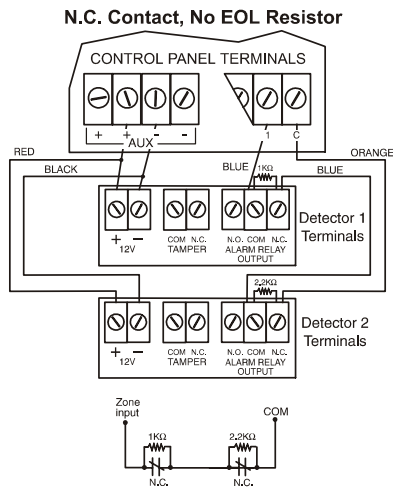 N.C. Contact, No EOL Resistor
CONTROL PANEL TERMINALS
+ + - -
AUX
1 C
RED
BLACK
BLUE
1KΩ
ORANGE
BLUE
+ -
12V
COM N.C.
TAMPER
N.O. COM N.C.
ALARM RELAY
OUTPUT
Detector 1
Terminals
2.2KΩ
+ -
12V
COM N.C.
TAMPER
N.O. COM N.C.
ALARM RELAY
OUTPUT
Detector 2
Terminals
Zone
input
COM
1KΩ
2.2KΩ
N.C.
N.C.